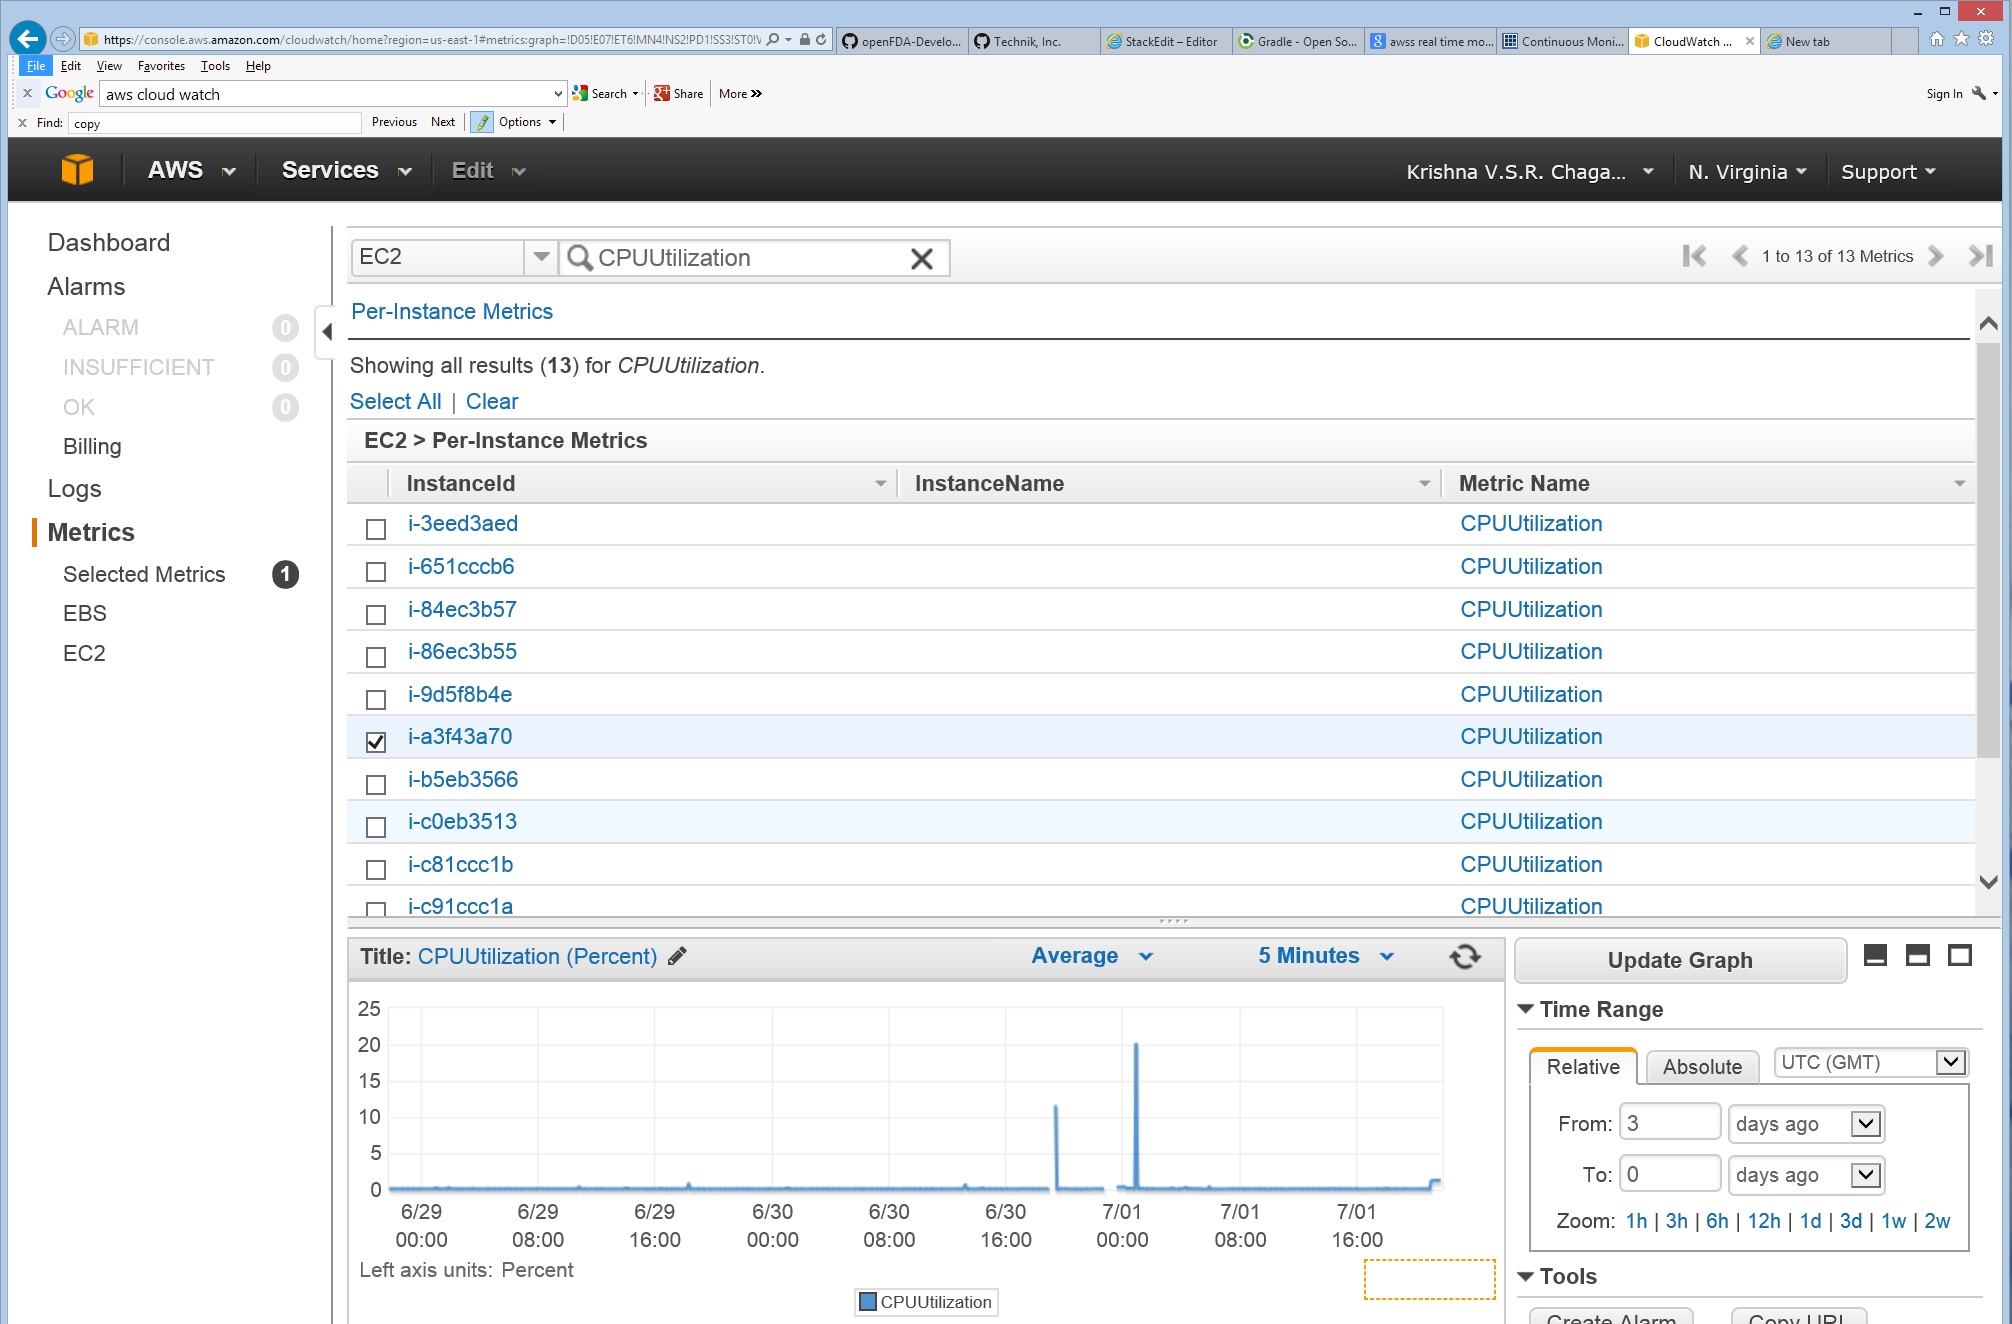 https://console.aws.amazon.com/cloudwatch/home?region=us-east-1#metrics:graph=!D05!E07!ET6!MN4!NS2!PD1!SS3!ST0!V
openFDA-Develo...
Technik, Inc.
StackEdit – Editor
Gradle - Open So...
awss real time mo...
Continuous Moni...
CloudWatch ...
New tab
File Edit View Favorites Tools Help
Google aws cloud watch Search Share More »
Sign In
Find: copy Previous Next Options
AWS Services Edit Krishna V.S.R. Chaga... N. Virginia Support
Dashboard
Alarms
ALARM 0
INSUFFICIENT 0
OK 0
Billing
Logs
Metrics
Selected Metrics 1
EBS
EC2
EC2 CPUUtilization
1 to 13 of 13 Metrics
Per-Instance Metrics
Showing all results (13) for CPUUtilization.
Select All | Clear
EC2 > Per-Instance Metrics
InstanceId InstanceName Metric Name
i-3eed3aed CPUUtilization
i-651cccb6 CPUUtilization
i-84ec3b57 CPUUtilization
i-86ec3b55 CPUUtilization
i-9d5f8b4e CPUUtilization
i-a3f43a70 CPUUtilization
i-b5eb3566 CPUUtilization
i-c0eb3513 CPUUtilization
i-c81ccc1b CPUUtilization
i-c91ccc1a CPUUtilization
Title: CPUUtilization (Percent) Average 5 Minutes
25
20
15
10
5
0
6/29 6/29 6/29 6/30 6/30 6/30 7/01 7/01 7/01
00:00 08:00 16:00 00:00 08:00 16:00 00:00 08:00 16:00
Left axis units: Percent
CPUUtilization
Update Graph
Time Range
Relative Absolute UTC (GMT)
From: 3 days ago
To: 0 days ago
Zoom: 1h | 3h | 6h | 12h | 1d | 3d | 1w | 2w
Tools
Create Alarm Copy URL